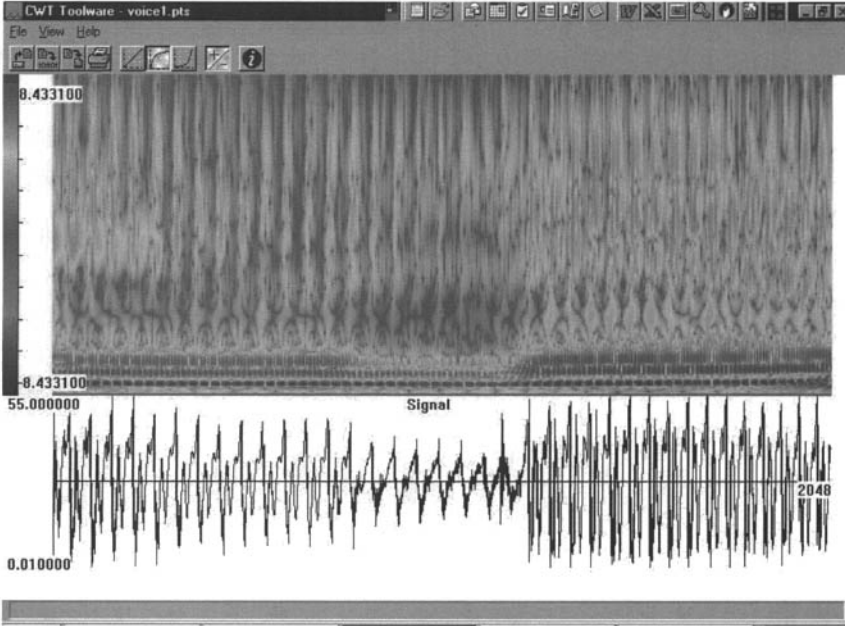 CWT Toolware - voice1.pts
File View Help
8.433100
-8.433100
55.000000
Signal
2048
0.010000